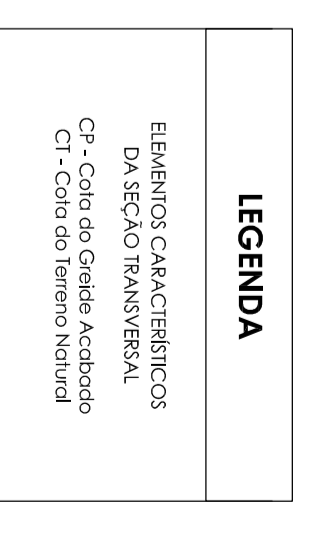 LEGENDA
ELEMENTOS CARACTERÍSTICOS
DA SEÇÃO TRANSVERSAL
CP - Cota do Greide Acabado
CT - Cota do Terreno Natural